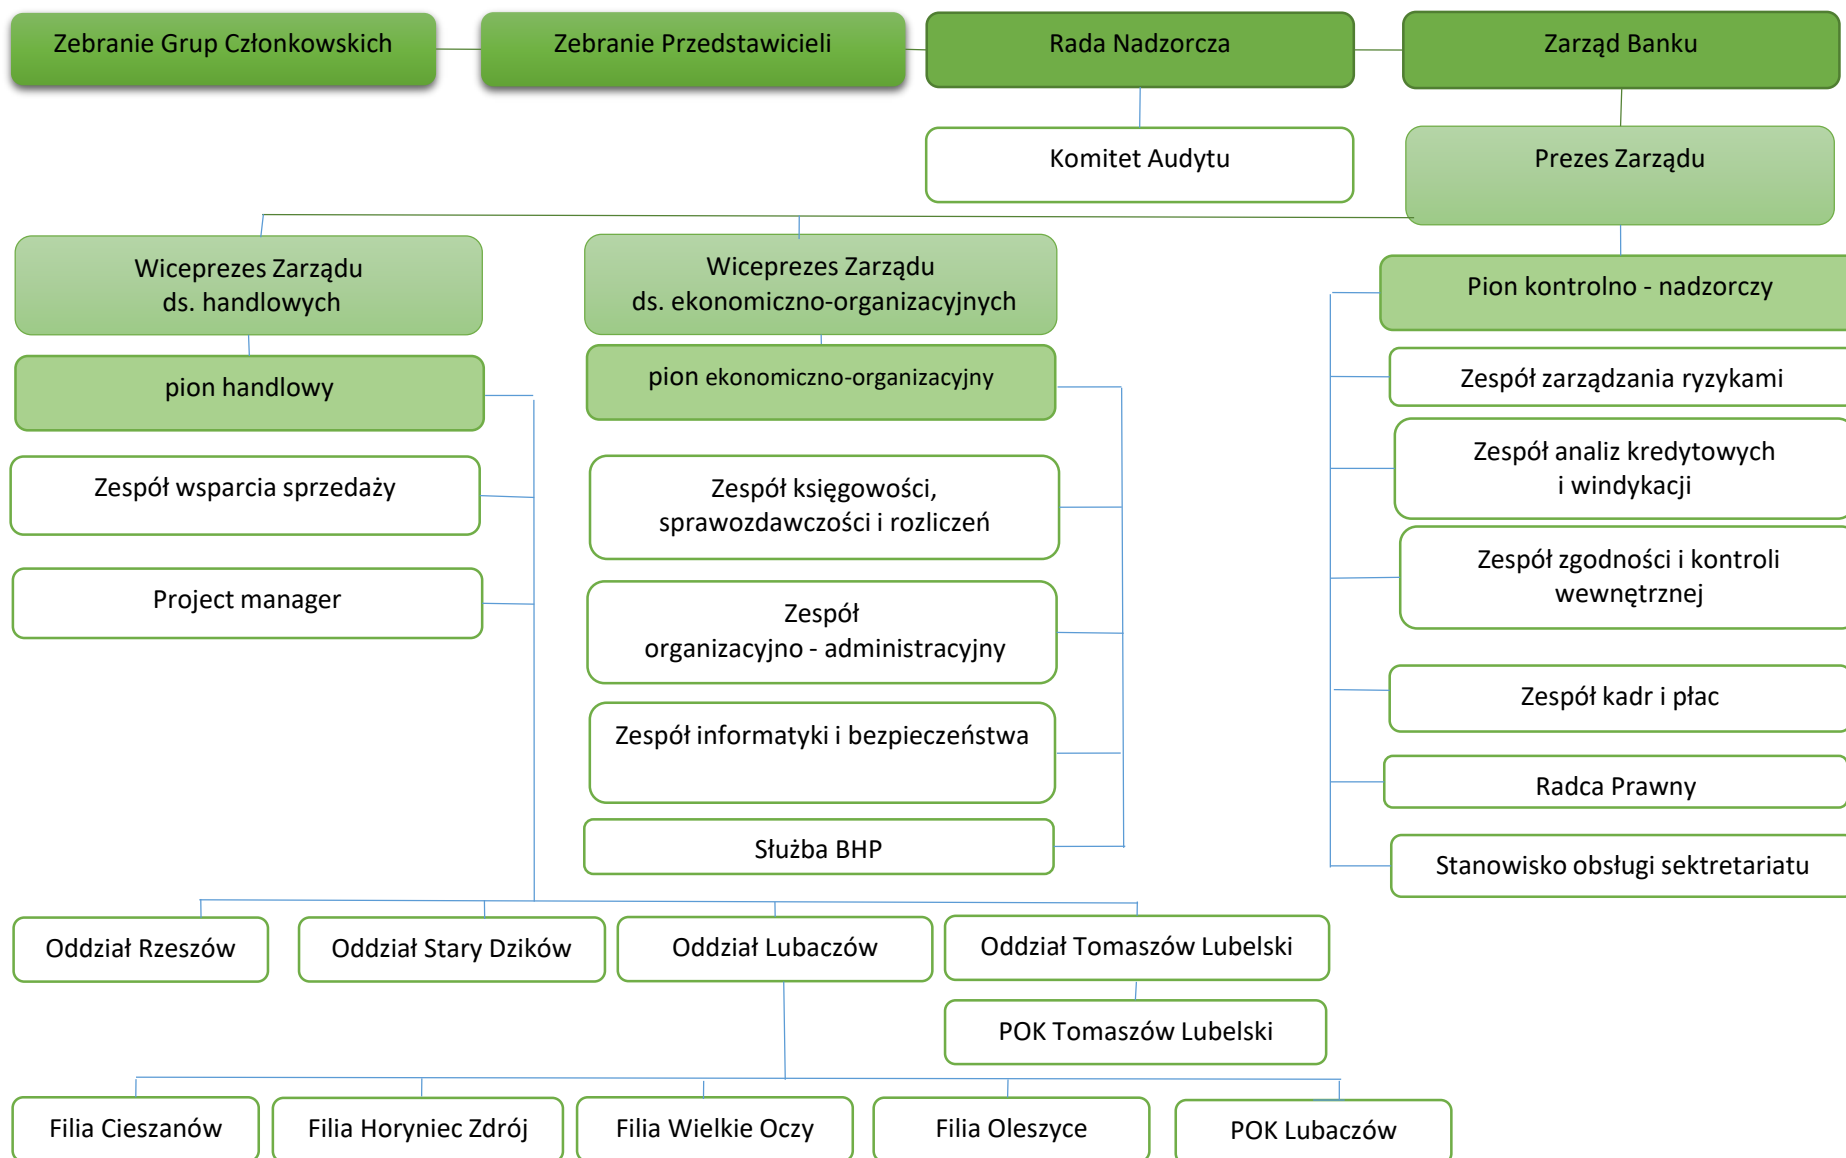 Zebranie Grup Członkowskich
Zebranie Przedstawicieli
Rada Nadzorcza
Zarząd Banku
Komitet Audytu
Prezes Zarządu
Wiceprezes Zarządu
ds. handlowych
Wiceprezes Zarządu
ds. ekonomiczno-organizacyjnych
Pion kontrolno - nadzorczy
pion handlowy
pion ekonomiczno-organizacyjny
Zespół zarządzania ryzykami
Zespół analiz kredytowych
i windykacji
Zespół wsparcia sprzedaży
Zespół księgowości,
sprawozdawczości i rozliczeń
Zespół zgodności i kontroli
wewnętrznej
Project manager
Zespół
organizacyjno - administracyjny
Zespół kadr i płac
Zespół informatyki i bezpieczeństwa
Radca Prawny
Służba BHP
Stanowisko obsługi sektretariatu
Oddział Rzeszów
Oddział Stary Dzików
Oddział Lubaczów
Oddział Tomaszów Lubelski
POK Tomaszów Lubelski
Filia Cieszanów
Filia Horyniec Zdrój
Filia Wielkie Oczy
Filia Oleszyce
POK Lubaczów